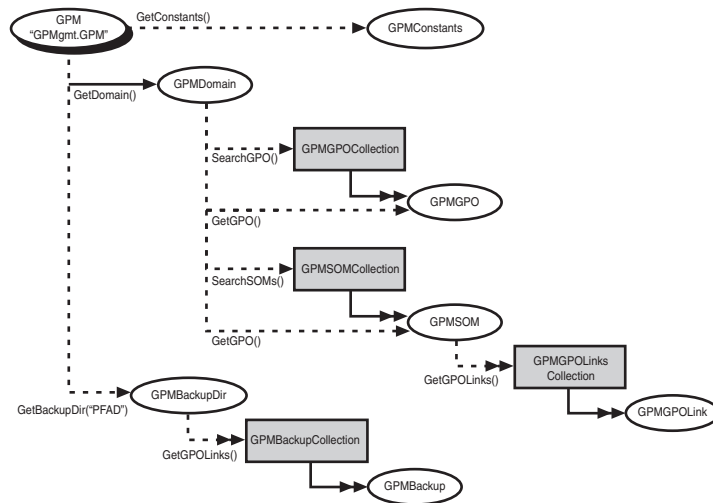 GPM
"GPMgmt.GPM"
GetConstants()
GPMConstants
GetDomain()
GPMDomain
SearchGPO()
GPMGPOCollection
GetGPO()
GPMGPO
SearchSOMs()
GPMSOMCollection
GetGPO()
GPMSOM
GetGPOLinks()
GPMGPOLinks
Collection
GPMGPOLink
GetBackupDir("PFAD")
GPMBackupDir
GetGPOLinks()
GPMBackupCollection
GPMBackup